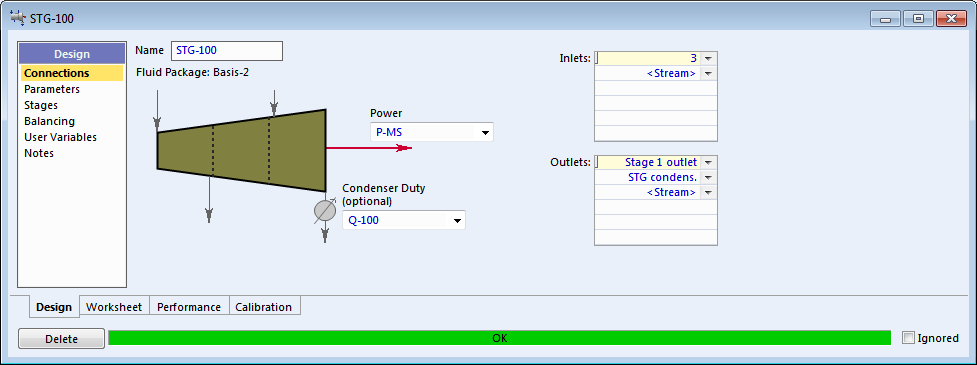 STG-100
Design
Connections
Parameters
Stages
Balancing
User Variables
Notes
Name STG-100
Fluid Package: Basis-2
Power
P-MS
Condenser Duty
(optional)
Q-100
Inlets: 3
<Stream>
Outlets: Stage 1 outlet
STG condens.
<Stream>
Design Worksheet Performance Calibration
Delete OK Ignored